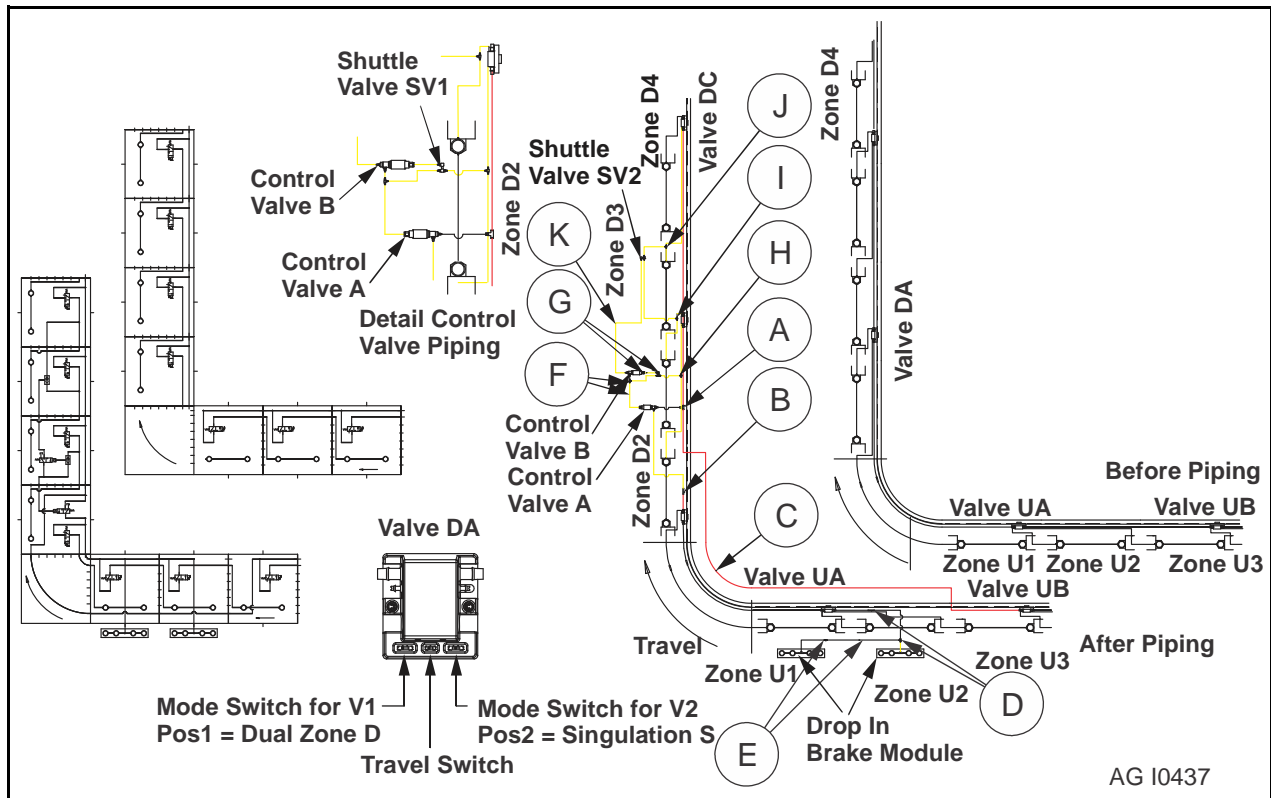 Shuttle
Valve SV1
Control
Valve B
Control
Valve A
Zone D2
Detail Control
Valve Piping
Zone D4
Valve DC
Shuttle
Valve SV2
Zone D3
J
I
K
H
G
A
F
B
Control
Valve B
Control
Valve A
Zone D2
C
Zone D4
Valve DA
Before Piping
Valve UA
Valve UB
Zone U1
Zone U2
Zone U3
Valve UA
Valve UB
After Piping
Travel
Zone U1
Zone U2
Zone U3
D
E
Drop In
Brake Module
Valve DA
Mode Switch for V1
Pos1 = Dual Zone D
Travel Switch
Mode Switch for V2
Pos2 = Singulation S
AG I0437